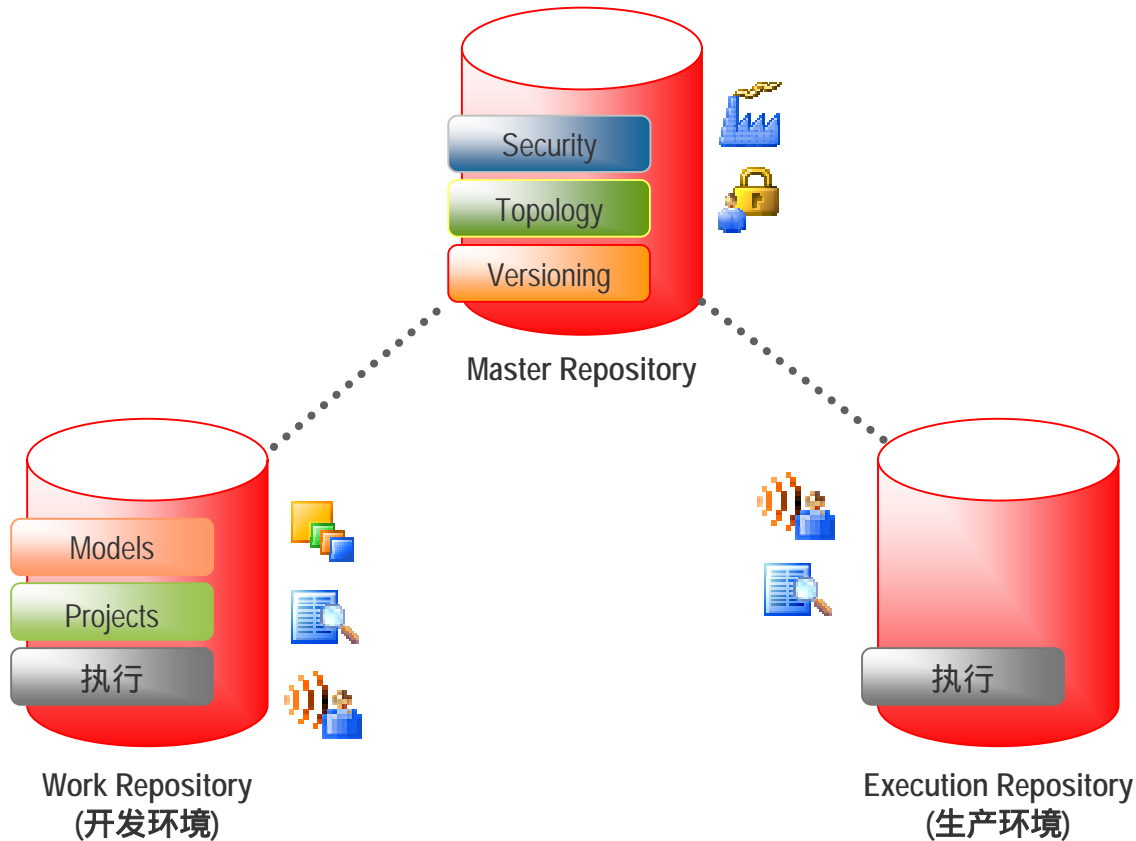 Security
Topology
Versioning
Master Repository
Models
Projects
执行
Work Repository
(开发环境)
执行
Execution Repository
(生产环境)